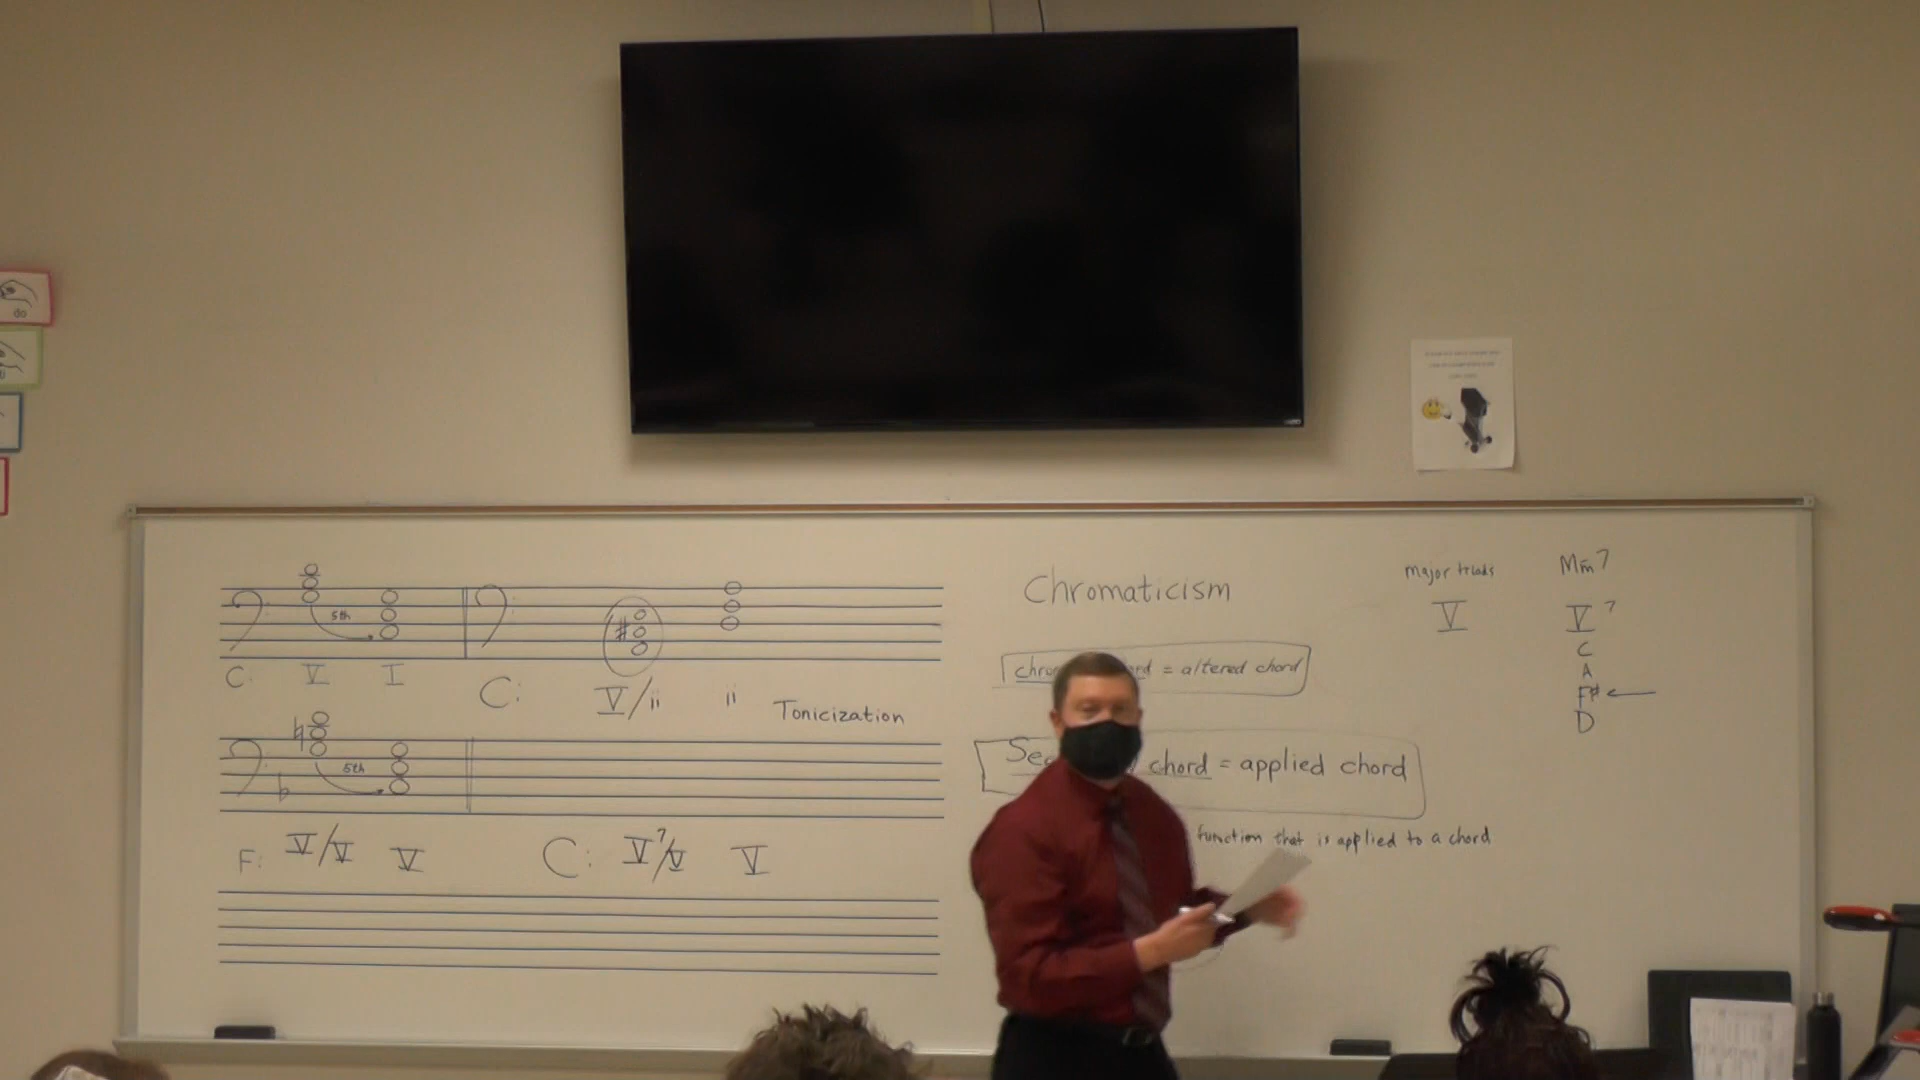 do
5th
C: V I
C: V/ii ii
Tonicization
5th
F: V/V V
C: V⁷/V V
Chromaticism
= altered chord
chord = applied chord
function that is applied to a chord
Major triads
V
Mm7
V⁷
C
A
F#
D